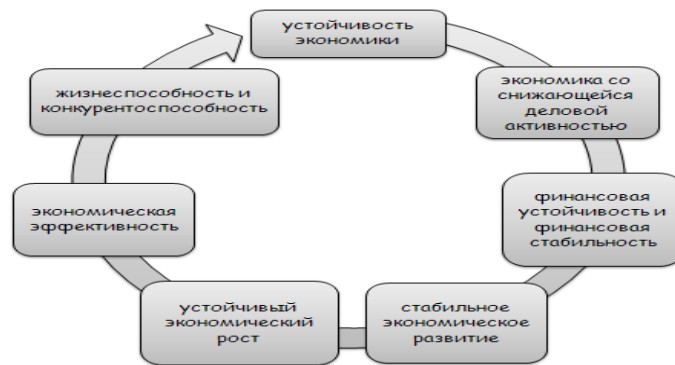 устойчивость
экономики
экономика со
снижающейся
деловой
активностью
финансовая
устойчивость и
финансовая
стабильность
стабильное
экономическое
развитие
устойчивый
экономический
рост
экономическая
эффективность
жизнеспособность и
конкурентоспособность